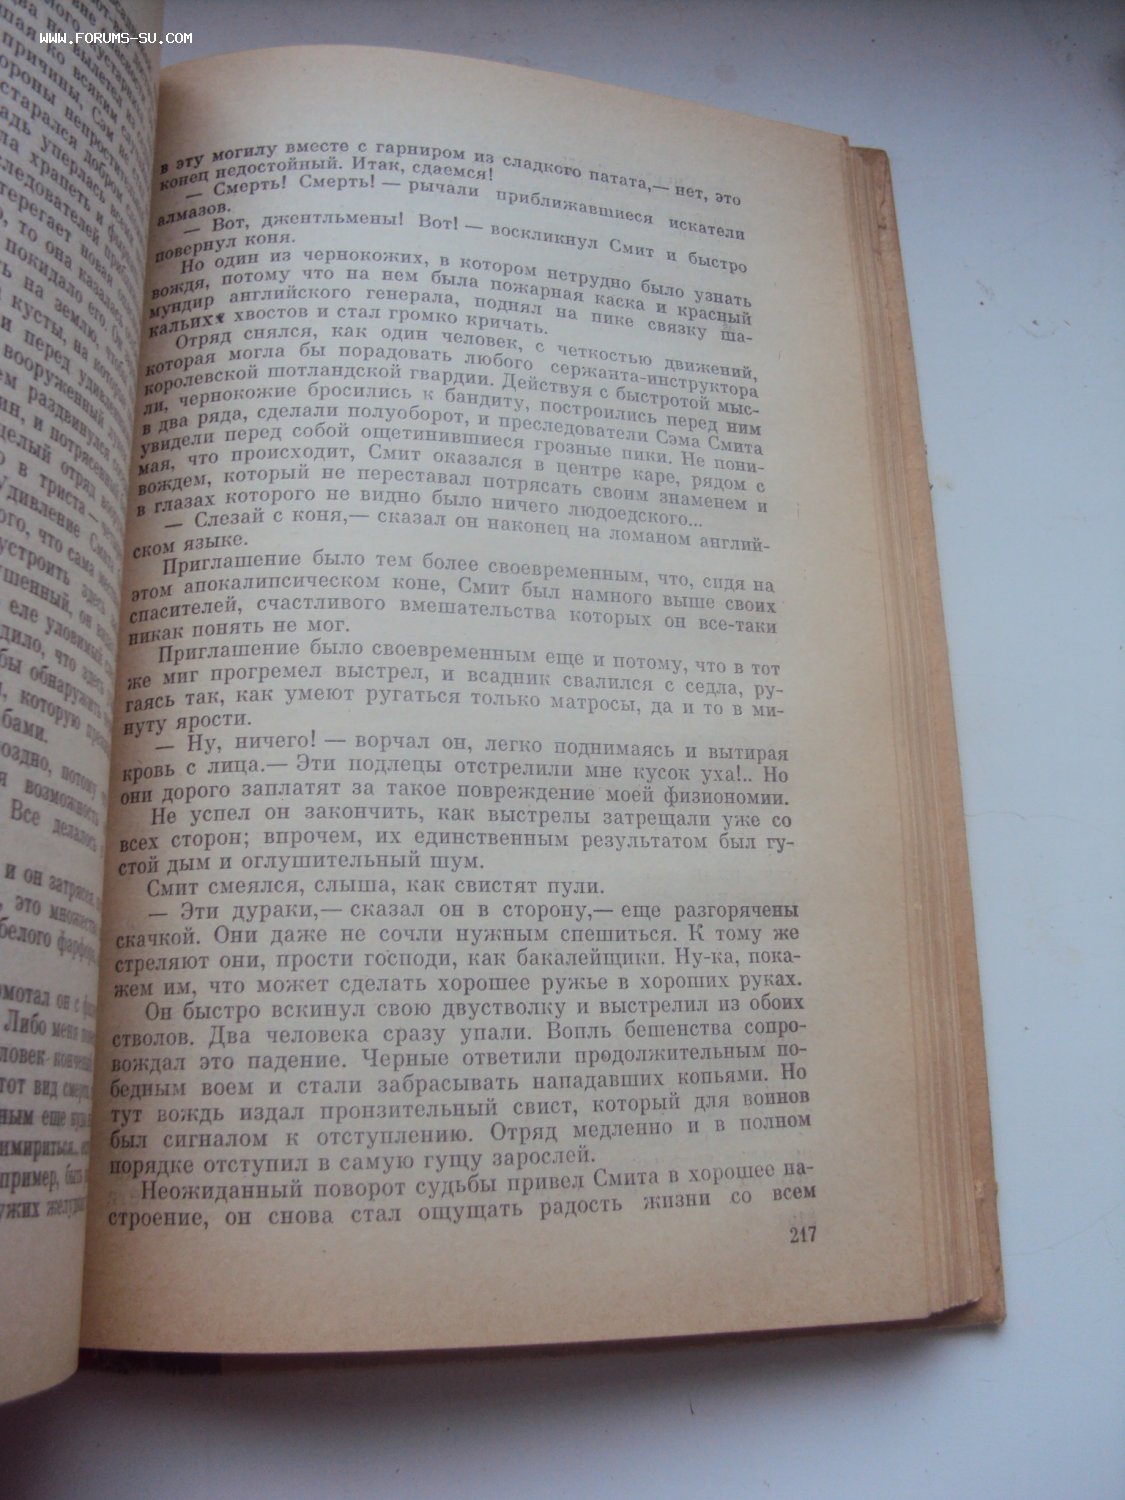 WWW.FORUMS-SU.COM
в эту могилу вместе с гарниром из сладкого патата,— нет, это
конец недостойный. Итак, сдаемся!
— Смерть! Смерть! — рычали приближавшиеся искатели
алмазов.
— Вот, джентльмены! Вот! — воскликнул Смит и быстро
повернул коня.
Но один из чернокожих, в котором нетрудно было узнать
вождя, потому что на нем была пожарная каска и красный
мундир английского генерала, поднял на пике связку ша-
кальих хвостов и стал громко кричать.
Отряд снялся, как один человек, с четкостью движений,
которая могла бы порадовать любого сержанта-инструктора
королевской шотландской гвардии. Действуя с быстротой мыс-
ли, чернокожие бросились к бандиту, построились перед ним
в два ряда, сделали полуоборот, и преследователи Сэма Смита
увидели перед собой ощетинившиеся грозные пики. Не пони-
мая, что происходит, Смит оказался в центре каре, рядом с
вождем, который не переставал потрясать своим знаменем и
в глазах которого не видно было ничего людоедского...
— Слезай с коня,— сказал он наконец на ломаном англий-
ском языке.
Приглашение было тем более своевременным, что, сидя на
этом апокалипсическом коне, Смит был намного выше своих
спасителей, счастливого вмешательства которых он все-таки
никак понять не мог.
Приглашение было своевременным еще и потому, что в тот
же миг прогремел выстрел, и всадник свалился с седла, ру-
гаясь так, как умеют ругаться только матросы, да и то в ми-
нуту ярости.
— Ну, ничего! — ворчал он, легко поднимаясь и вытирая
кровь с лица.— Эти подлецы отстрелили мне кусок уха!.. Но
они дорого заплатят за такое повреждение моей физиономии.
Не успел он закончить, как выстрелы затрещали уже со
всех сторон; впрочем, их единственным результатом был гу-
стой дым и оглушительный шум.
Смит смеялся, слыша, как свистят пули.
— Эти дураки,— сказал он в сторону,— еще разгорячены
скачкой. Они даже не сочли нужным спешиться. К тому же
стреляют они, прости господи, как бакалейщики. Ну-ка, пока-
жем им, что может сделать хорошее ружье в хороших руках.
Он быстро вскинул свою двустволку и выстрелил из обоих
стволов. Два человека сразу упали. Вопль бешенства сопро-
вождал это падение. Черные ответили продолжительным по-
бедным воем и стали забрасывать нападавших копьями. Но
тут вождь издал пронзительный свист, который для воинов
был сигналом к отступлению. Отряд медленно и в полном
порядке отступил в самую гущу зарослей.
Неожиданный поворот судьбы привел Смита в хорошее на-
строение, он снова стал ощущать радость жизни со всем
217